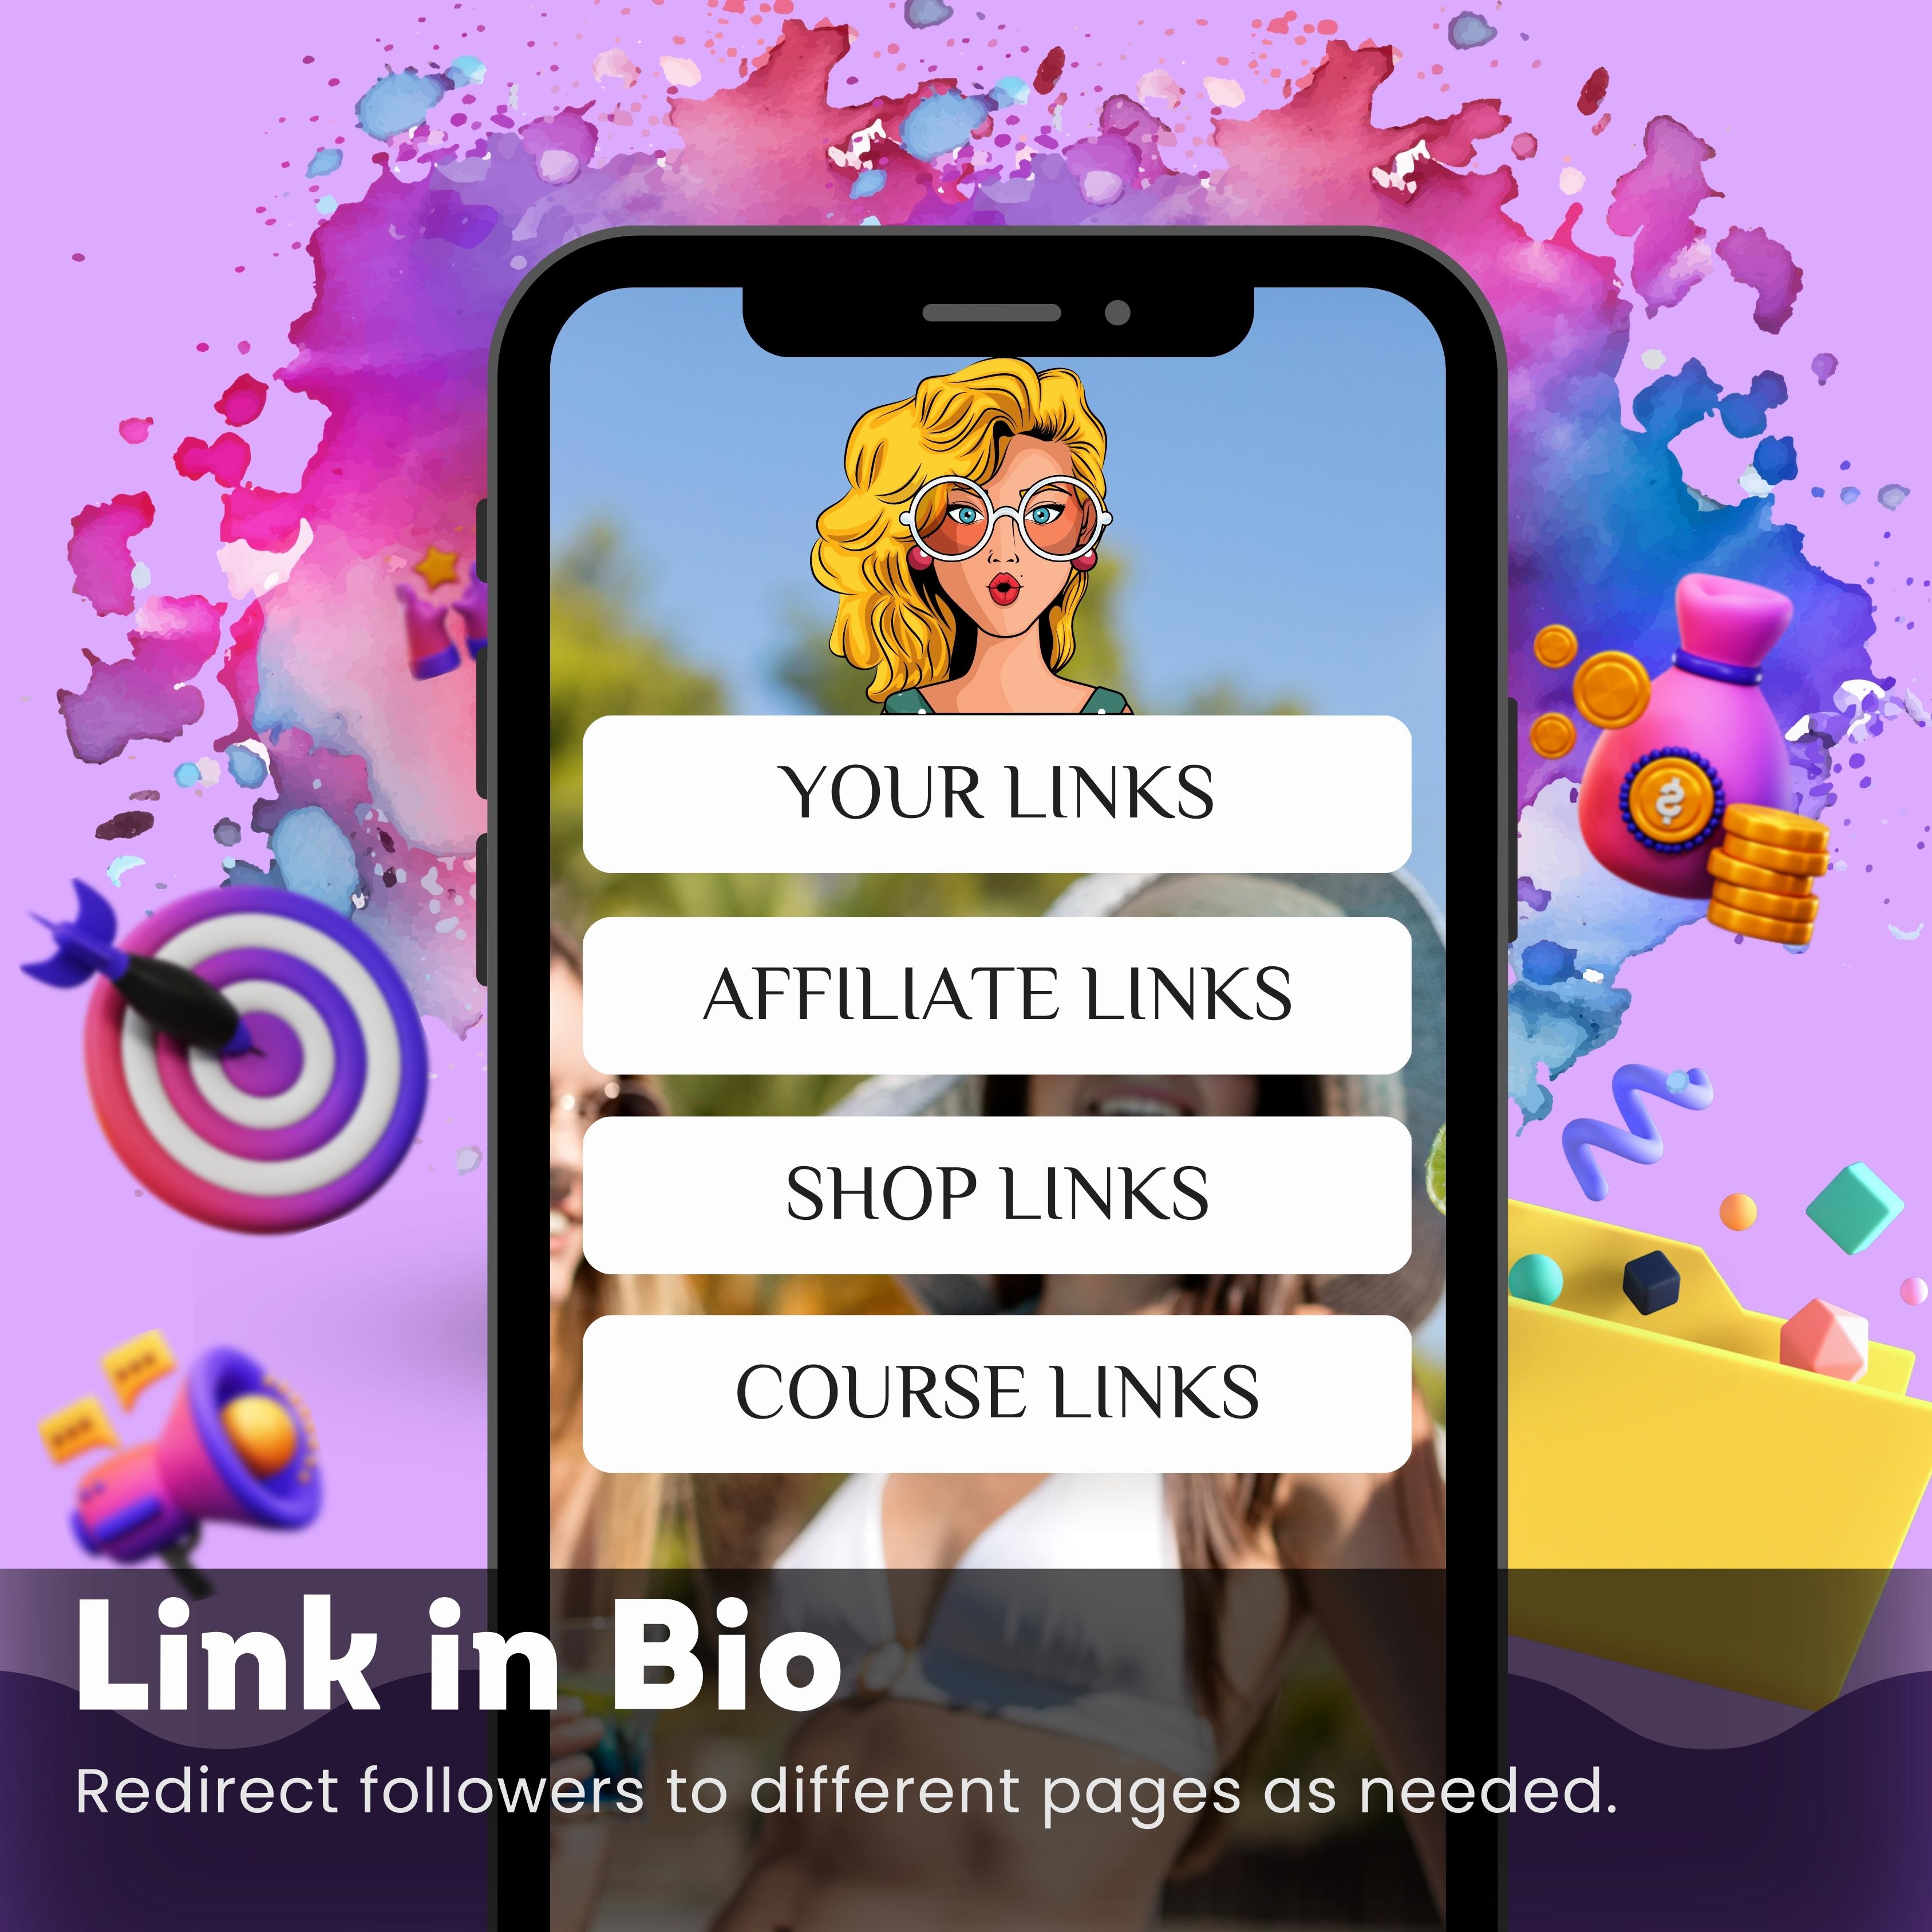 YOUR LINKS
AFFILIATE LINKS
SHOP LINKS
COURSE LINKS
Link in Bio
Redirect followers to different pages as needed.